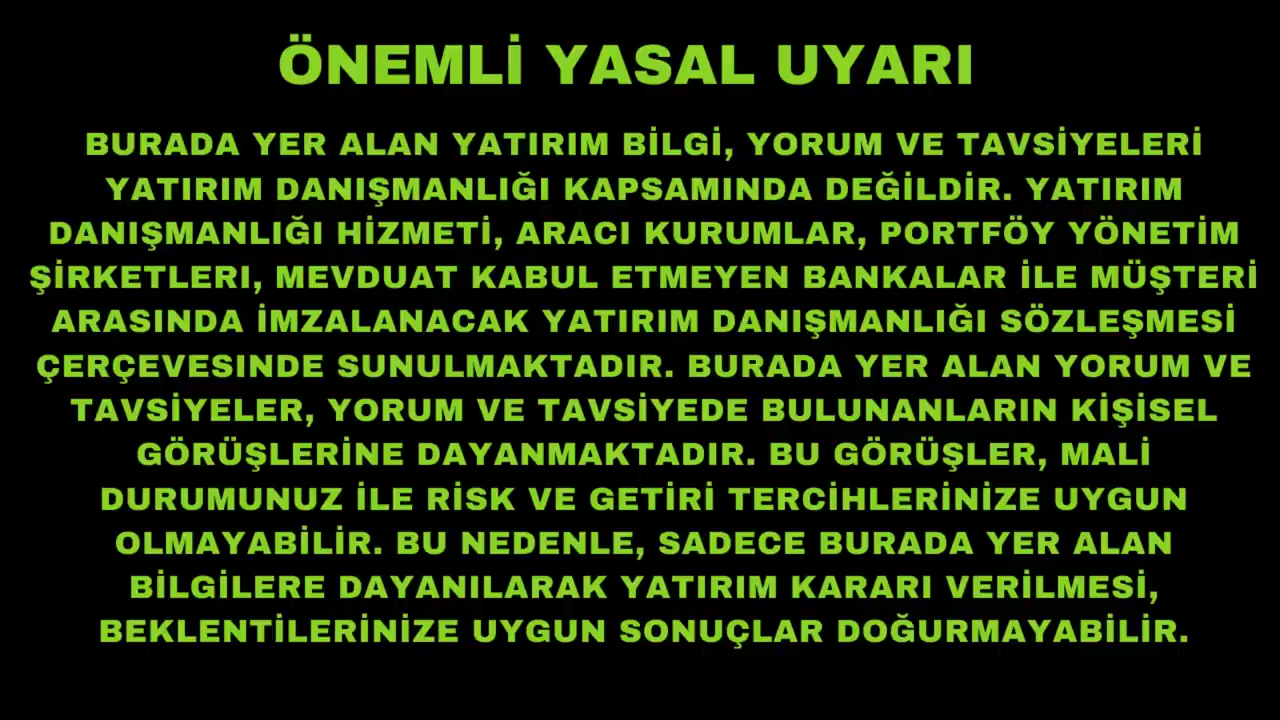 ÖNEMLİ YASAL UYARI
BURADA YER ALAN YATIRIM BİLGİ, YORUM VE TAVSİYELERİ
YATIRIM DANIŞMANLIĞI KAPSAMINDA DEĞİLDİR. YATIRIM
DANIŞMANLIĞI HİZMETİ, ARACI KURUMLAR, PORTFÖY YÖNETİM
ŞİRKETLERI, MEVDUAT KABUL ETMEYEN BANKALAR İLE MÜŞTERİ
ARASINDA İMZALANACAK YATIRIM DANIŞMANLIĞI SÖZLEŞMESİ
ÇERÇEVESINDE SUNULMAKTADIR. BURADA YER ALAN YORUM VE
TAVSİYELER, YORUM VE TAVSİYEDE BULUNANLARIN KİŞİSEL
GÖRÜŞLERİNE DAYANMAKTADIR. BU GÖRÜŞLER, MALİ
DURUMUNUZ İLE RİSK VE GETİRİ TERCİHLERİNİZE UYGUN
OLMAYABİLİR. BU NEDENLE, SADECE BURADA YER ALAN
BİLGİLERE DAYANILARAK YATIRIM KARARI VERİLMESİ,
BEKLENTİLERİNİZE UYGUN SONUÇLAR DOĞURMAYABİLİR.